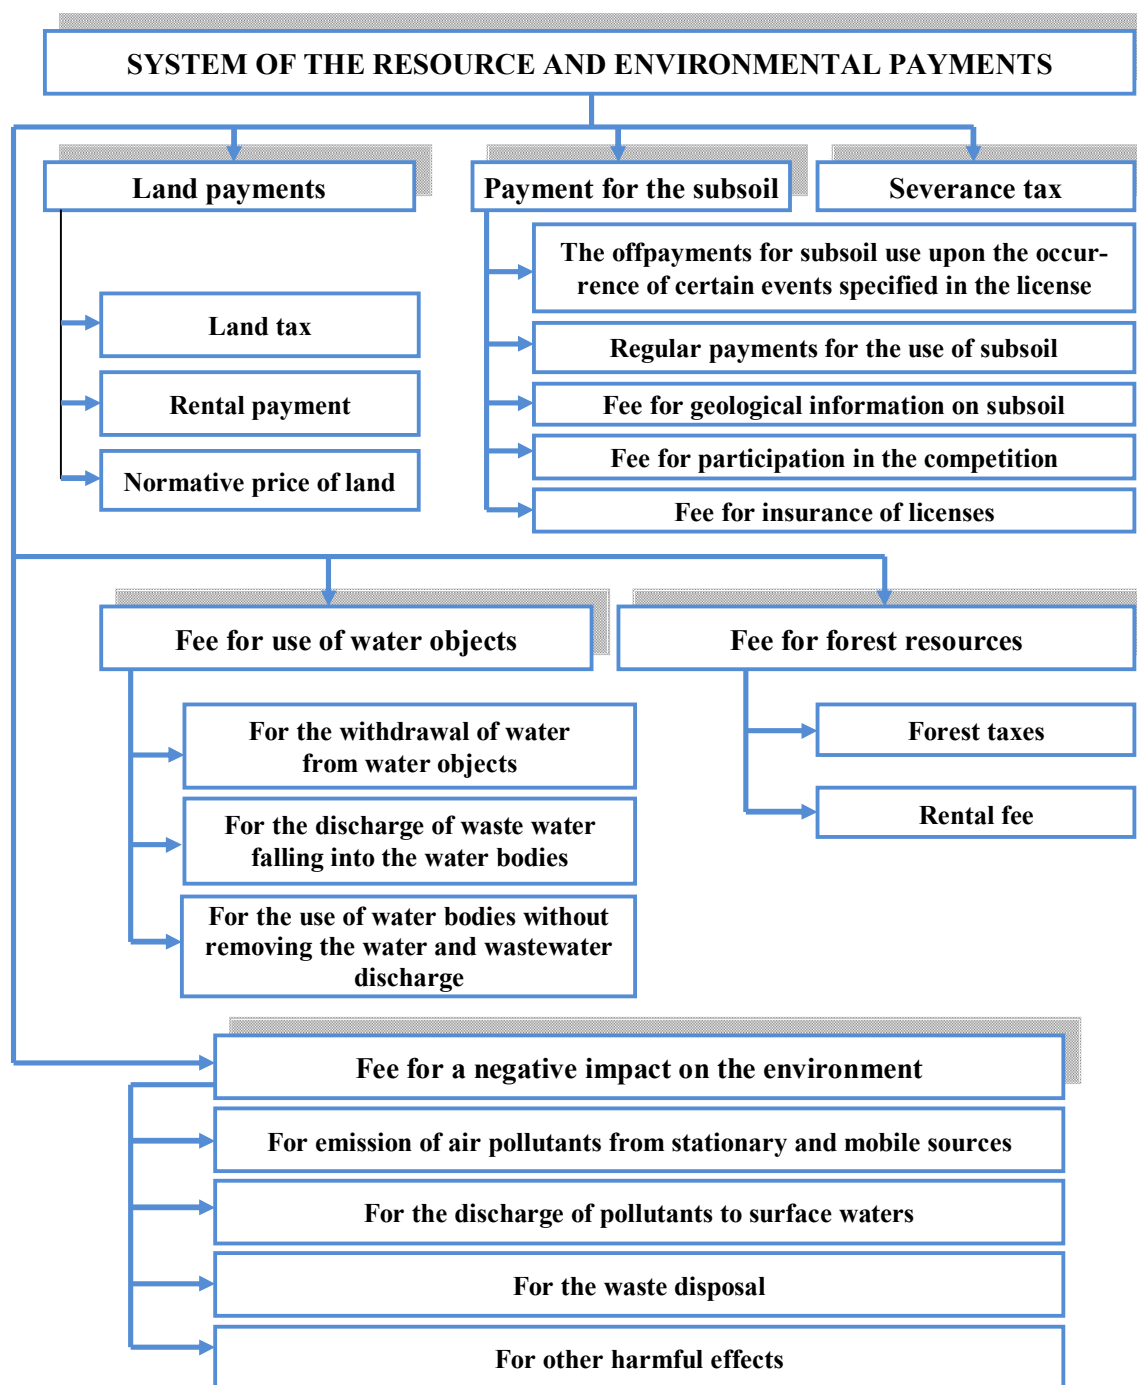 SYSTEM OF THE RESOURCE AND ENVIRONMENTAL PAYMENTS
Land payments
Payment for the subsoil
Severance tax
The offpayments for subsoil use upon the occur-
rence of certain events specified in the license
Land tax
Regular payments for the use of subsoil
Rental payment
Fee for geological information on subsoil
Fee for participation in the competition
Normative price of land
Fee for insurance of licenses
Fee for use of water objects
Fee for forest resources
For the withdrawal of water
from water objects
Forest taxes
For the discharge of waste water
falling into the water bodies
Rental fee
For the use of water bodies without
removing the water and wastewater
discharge
Fee for a negative impact on the environment
For emission of air pollutants from stationary and mobile sources
For the discharge of pollutants to surface waters
For the waste disposal
For other harmful effects